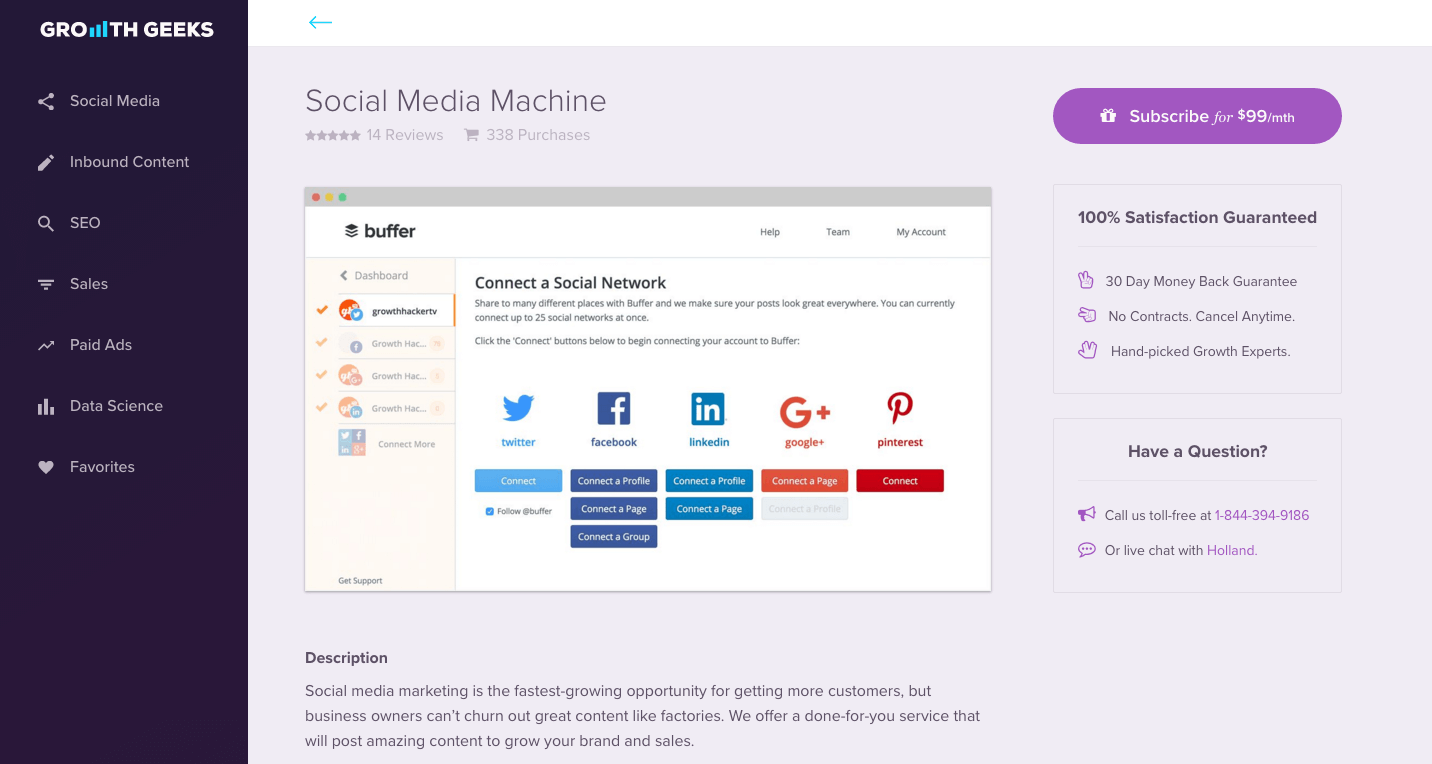 GROWTH GEEKS
Social Media
Inbound Content
SEO
Sales
Paid Ads
Data Science
Favorites
Social Media Machine
14 Reviews 338 Purchases
Subscribe for $99/mth
buffer
Help Team My Account
Dashboard
growthhackertv
Growth Hac...
Growth Hac...
Growth Hac...
Connect More
Get Support
Connect a Social Network
Share to many different places with Buffer and we make sure your posts look great everywhere. You can currently
connect up to 25 social networks at once.
Click the 'Connect' buttons below to begin connecting your account to Buffer:
twitter facebook linkedin google+ pinterest
Connect Connect a Profile Connect a Profile Connect a Page Connect
Follow @buffer Connect a Page Connect a Page Connect a Profile
Connect a Group
100% Satisfaction Guaranteed
30 Day Money Back Guarantee
No Contracts. Cancel Anytime.
Hand-picked Growth Experts.
Have a Question?
Call us toll-free at 1-844-394-9186
Or live chat with Holland.
Description
Social media marketing is the fastest-growing opportunity for getting more customers, but
business owners can't churn out great content like factories. We offer a done-for-you service that
will post amazing content to grow your brand and sales.